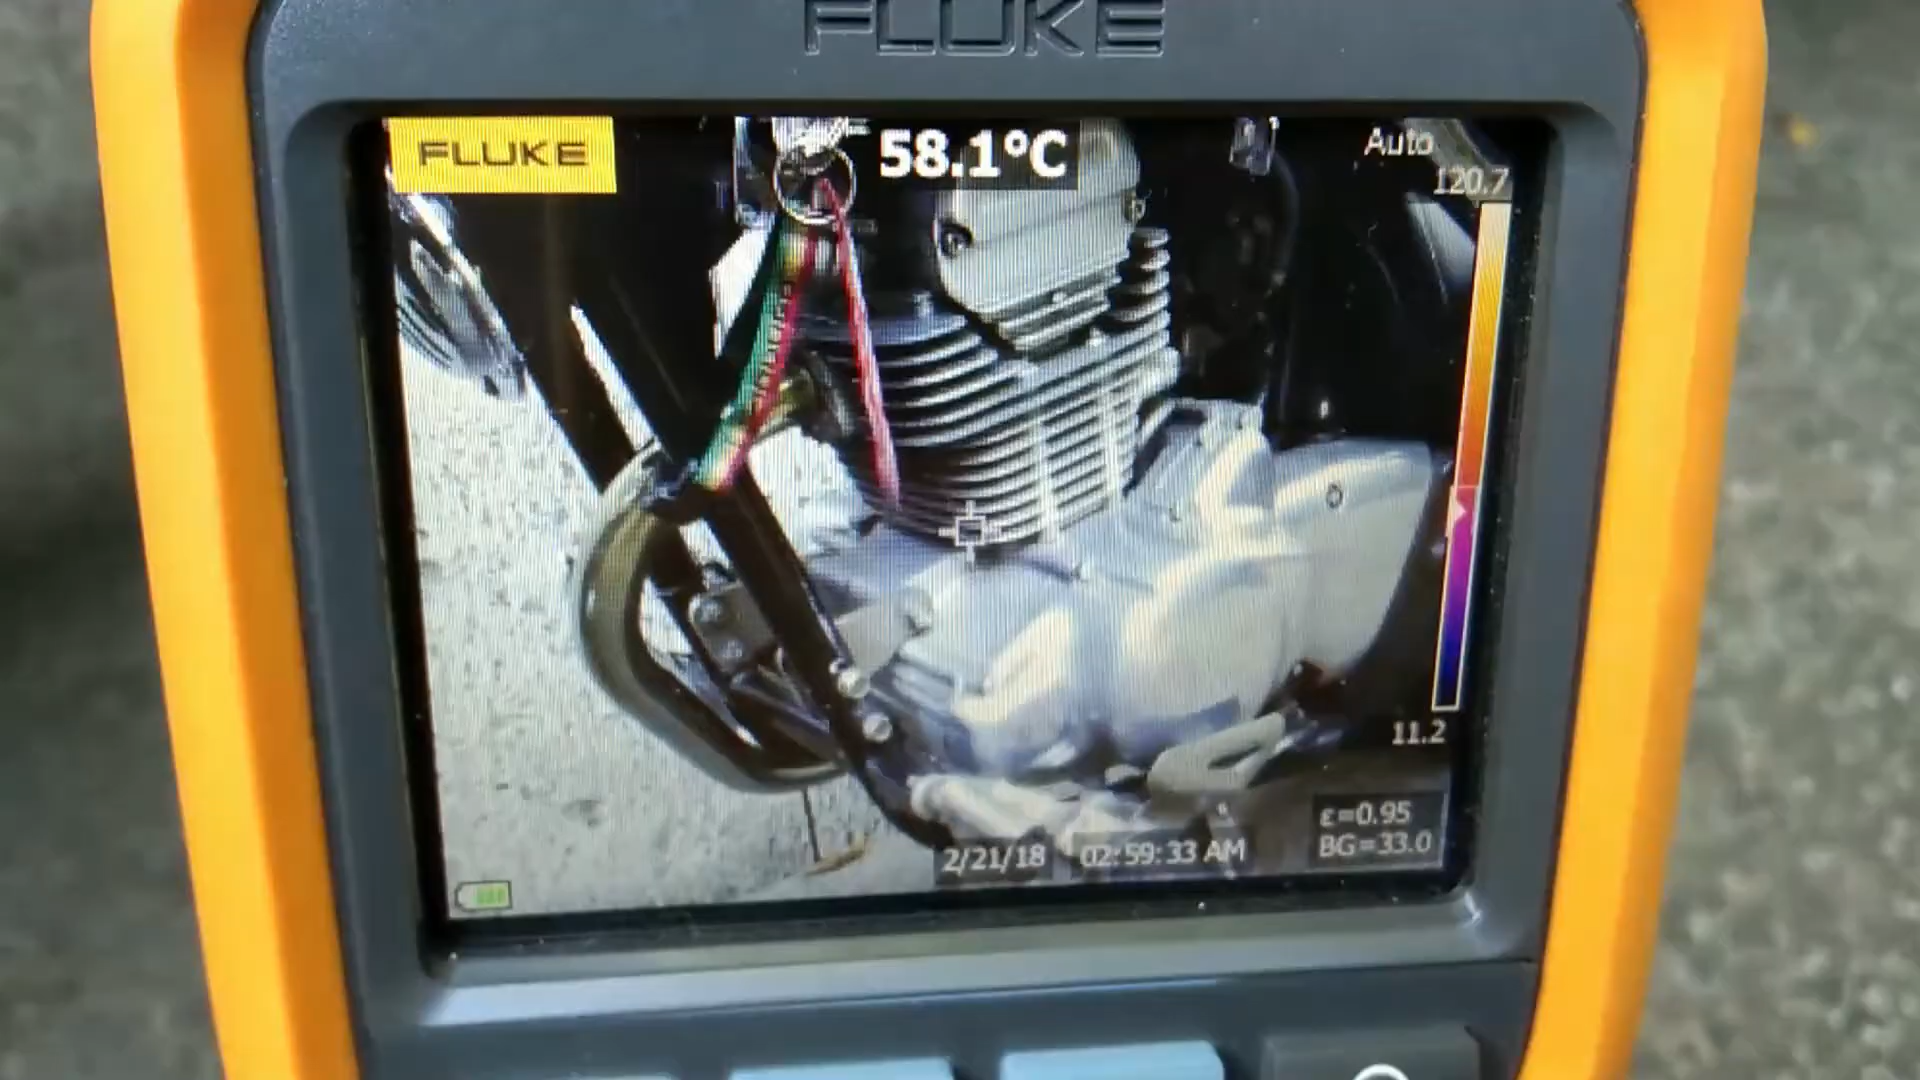 FLUKE
FLUKE
58.1°C
Auto
120.7
11.2
ε=0.95
BG=33.0
2/21/18
02:59:33 AM